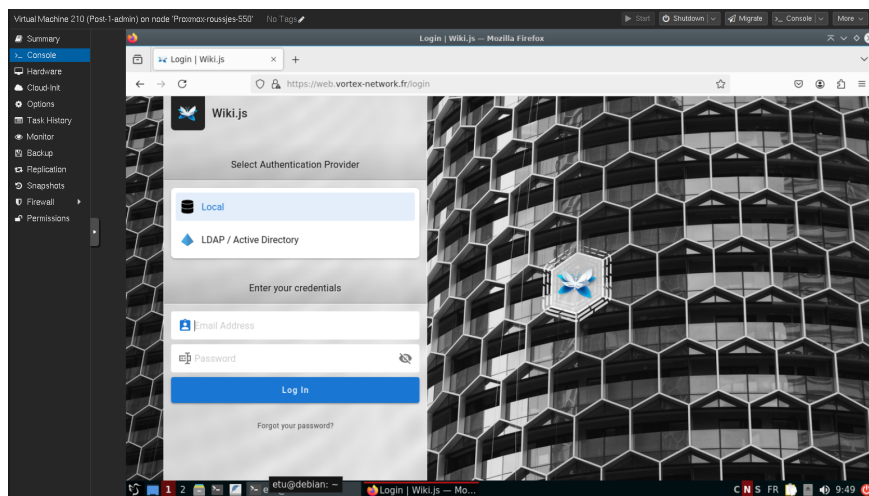 Virtual Machine 210 (Post-1-admin) on node 'Proxmox-roussjes-550' No Tags Start Shutdown Migrate Console More
Summary
Console
Hardware
Cloud-Init
Options
Task History
Monitor
Backup
Replication
Snapshots
Firewall
Permissions
Login | Wiki.js — Mozilla Firefox
Login | Wiki.js
https://web.vortex-network.fr/login
Wiki.js
Select Authentication Provider
Local
LDAP / Active Directory
Enter your credentials
Email Address
Password
Log In
Forgot your password?
etu@debian: ~
1 2 e Login | Wiki.js — Mo... C N S FR 9:49